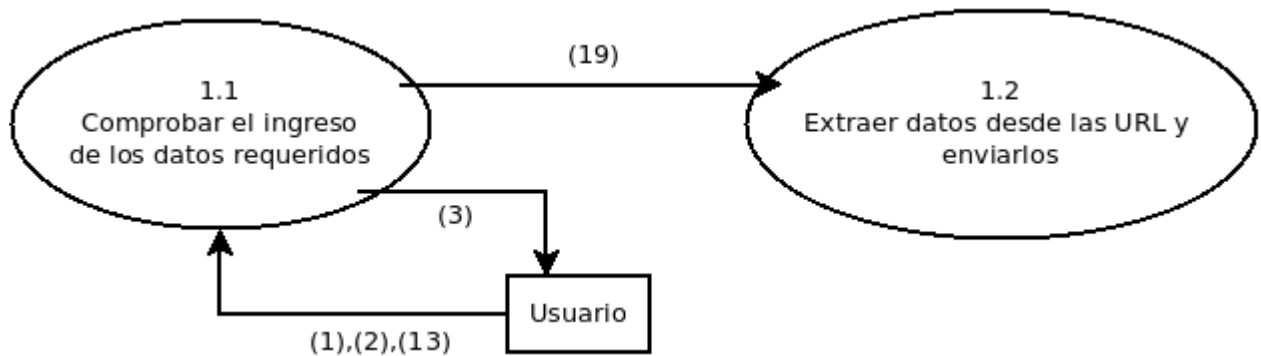 (19)
1.1
Comprobar el ingreso
de los datos requeridos
1.2
Extraer datos desde las URL y
enviarlos
(3)
Usuario
(1),(2),(13)